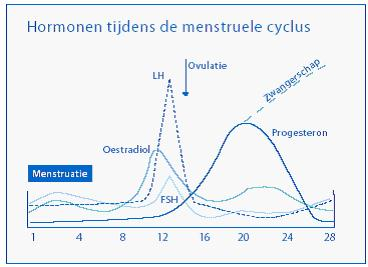 Hormonen tijdens de menstruele cyclus
Ovulatie
LH
Zwangerschap
Progesteron
Oestradiol
Menstruatie
FSH
1 4 8 12 16 20 24 28